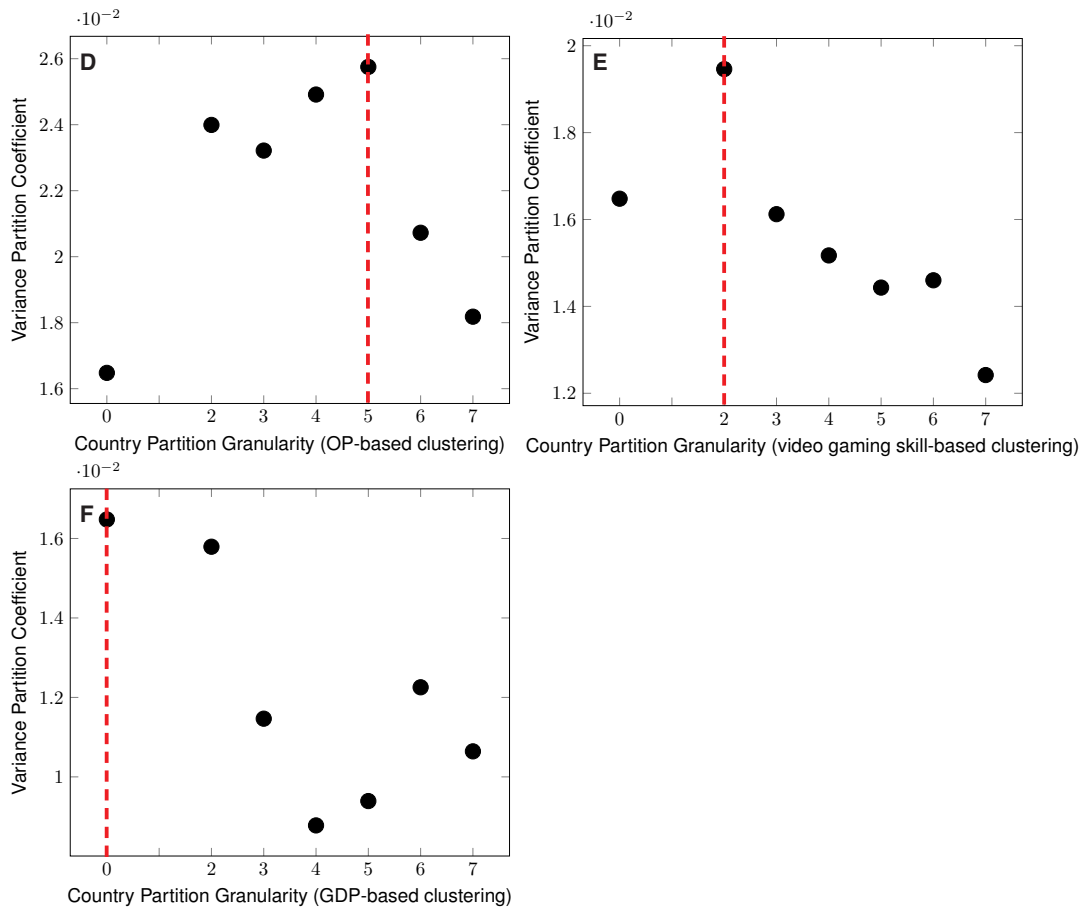 ·10⁻²
D
2.6
2.4
2.2
2
1.8
1.6
Variance Partition Coefficient
0 2 3 4 5 6 7
Country Partition Granularity (OP-based clustering)
·10⁻²
E
2
1.8
1.6
1.4
1.2
Variance Partition Coefficient
0 2 3 4 5 6 7
Country Partition Granularity (video gaming skill-based clustering)
·10⁻²
F
1.6
1.4
1.2
1
Variance Partition Coefficient
0 2 3 4 5 6 7
Country Partition Granularity (GDP-based clustering)